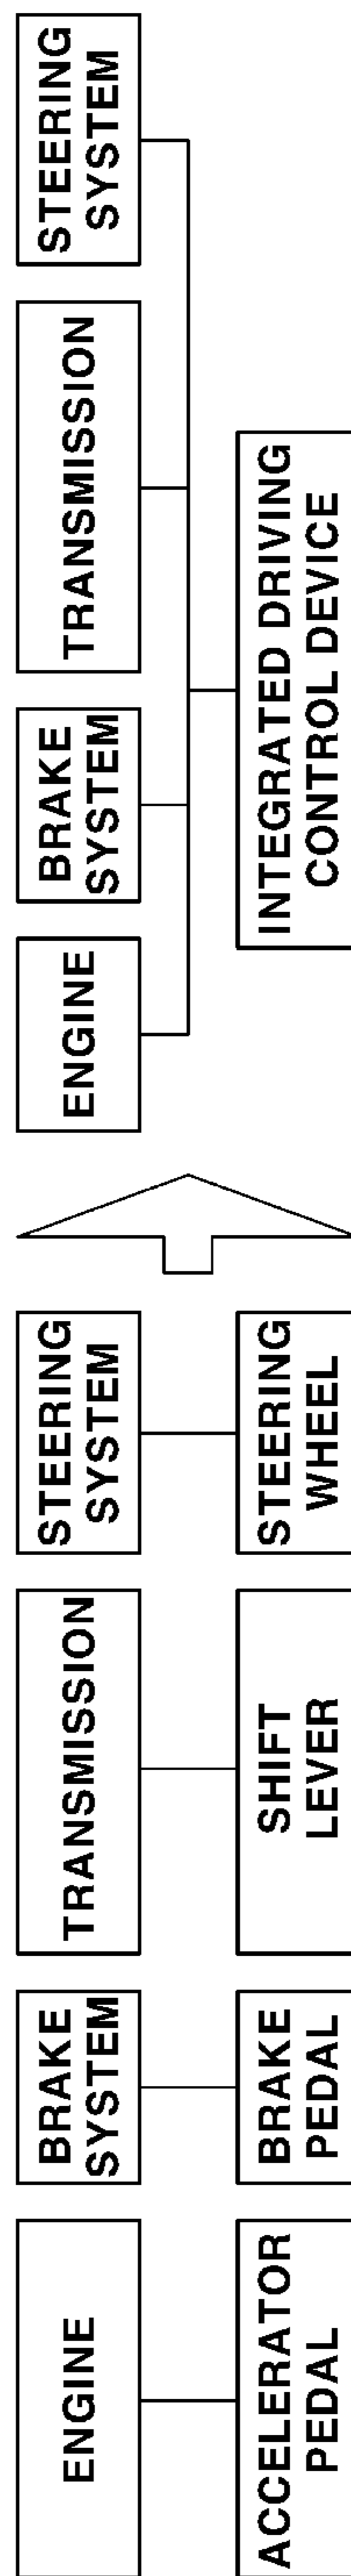 ENGINE
BRAKE
SYSTEM
TRANSMISSION
STEERING
SYSTEM
ACCELERATOR
PEDAL
BRAKE
PEDAL
SHIFT
LEVER
STEERING
WHEEL
ENGINE
BRAKE
SYSTEM
TRANSMISSION
STEERING
SYSTEM
INTEGRATED DRIVING
CONTROL DEVICE